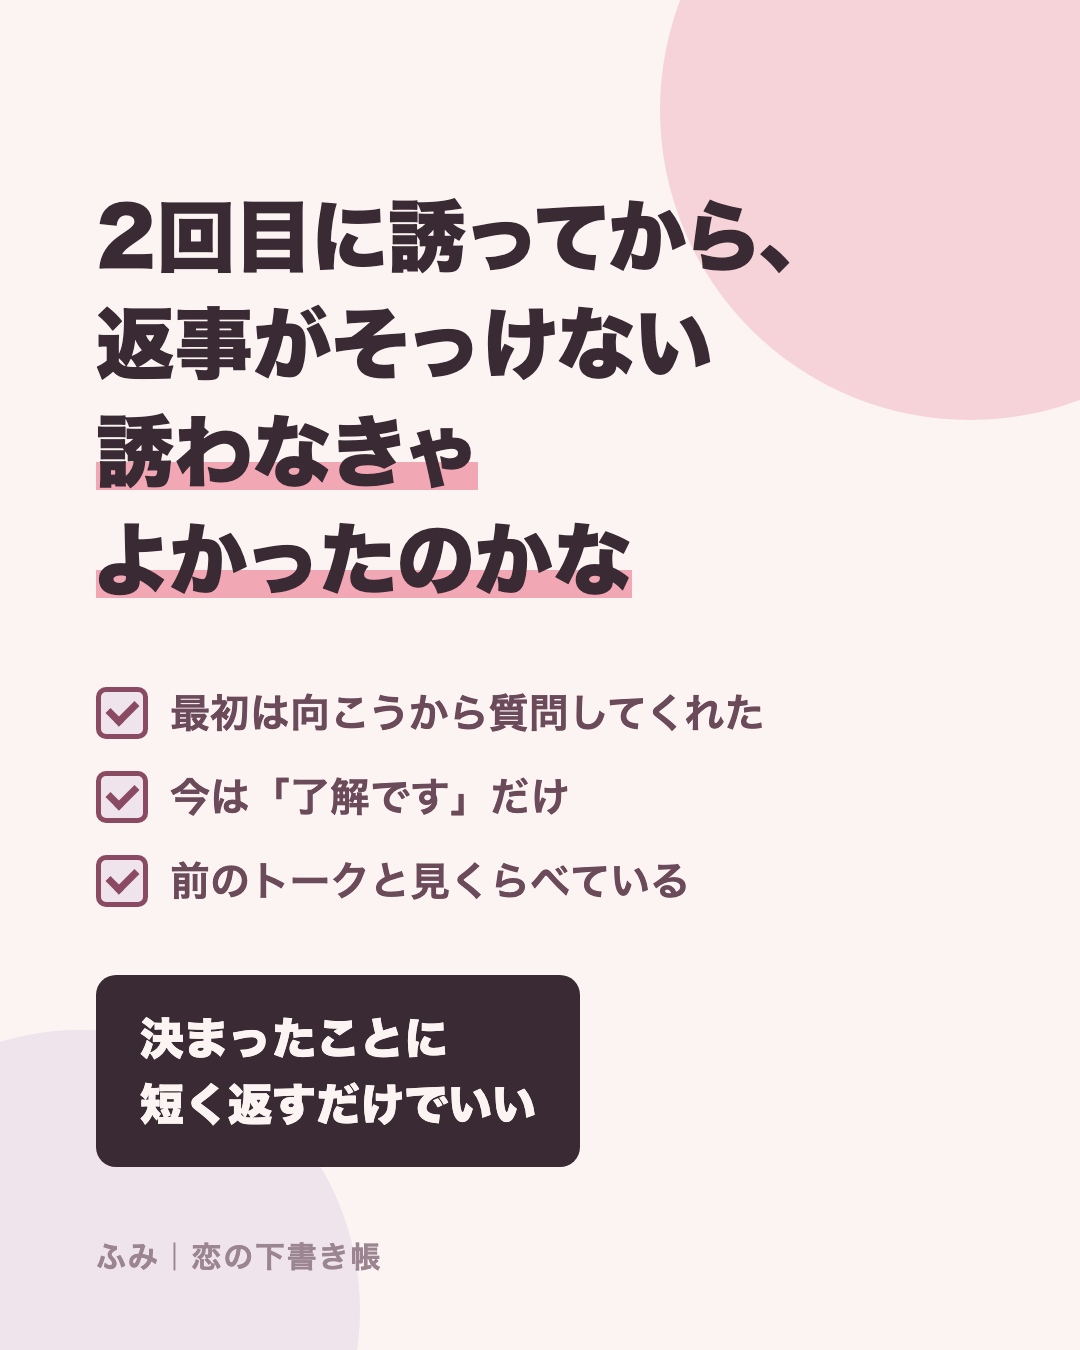 2回目に誘ってから、
返事がそっけない
誘わなきゃ
よかったのかな
最初は向こうから質問してくれた
今は「了解です」だけ
前のトークと見くらべている
決まったことに
短く返すだけでいい
ふみ｜恋の下書き帳